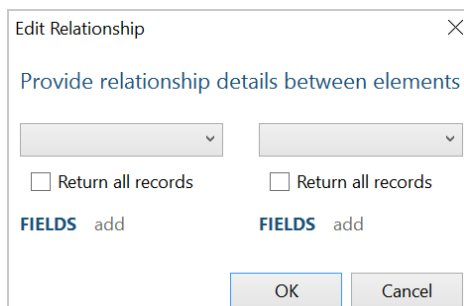 Edit Relationship
Provide relationship details between elements
Return all records Return all records
FIELDS add FIELDS add
OK Cancel